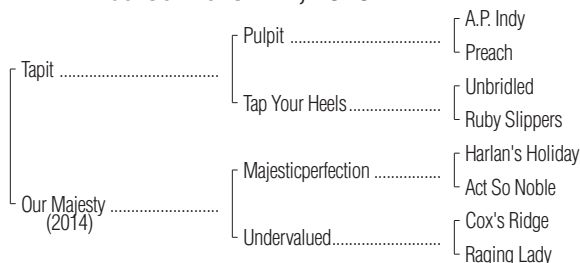 A.P. Indy
Pulpit
Preach
Tapit
Unbridled
Tap Your Heels
Ruby Slippers
Harlan's Holiday
Majesticperfection
Act So Noble
Our Majesty
(2014)
Cox's Ridge
Undervalued
Raging Lady